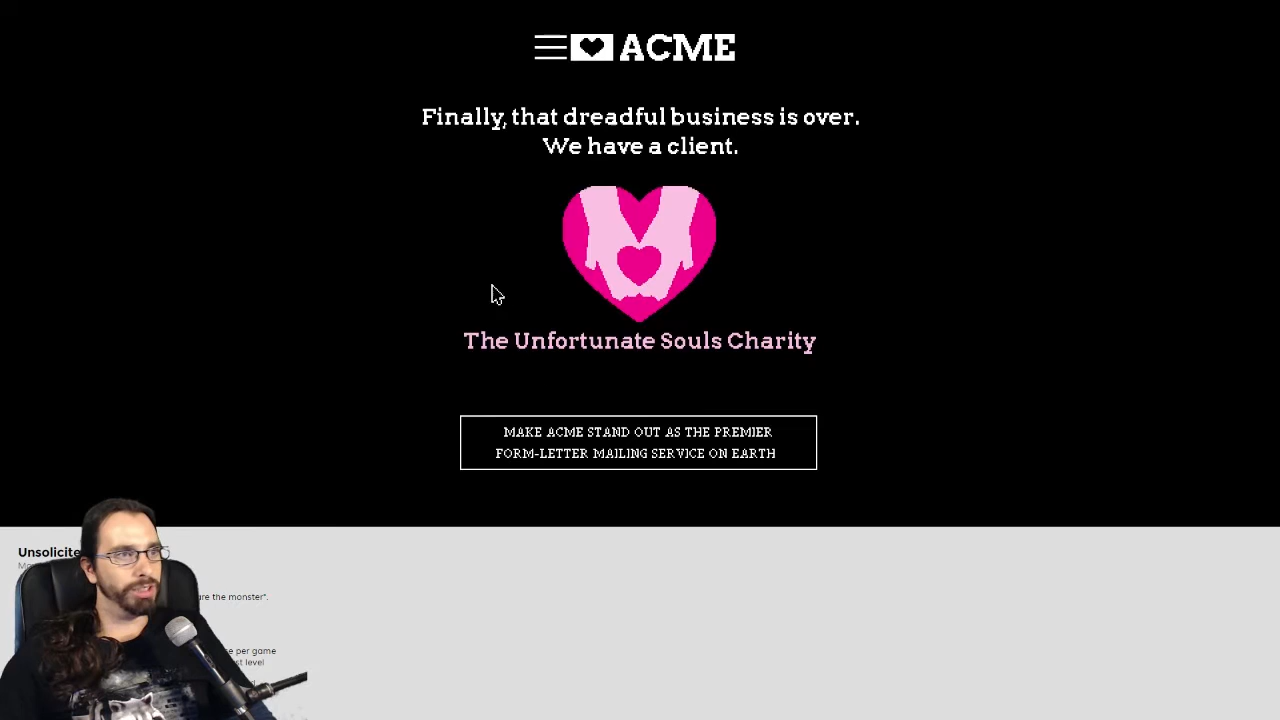 ACME
Finally, that dreadful business is over.
We have a client.
The Unfortunate Souls Charity
MAKE ACME STAND OUT AS THE PREMIER
FORM-LETTER MAILING SERVICE ON EARTH
Unsolicite
are the monster".
per game
level